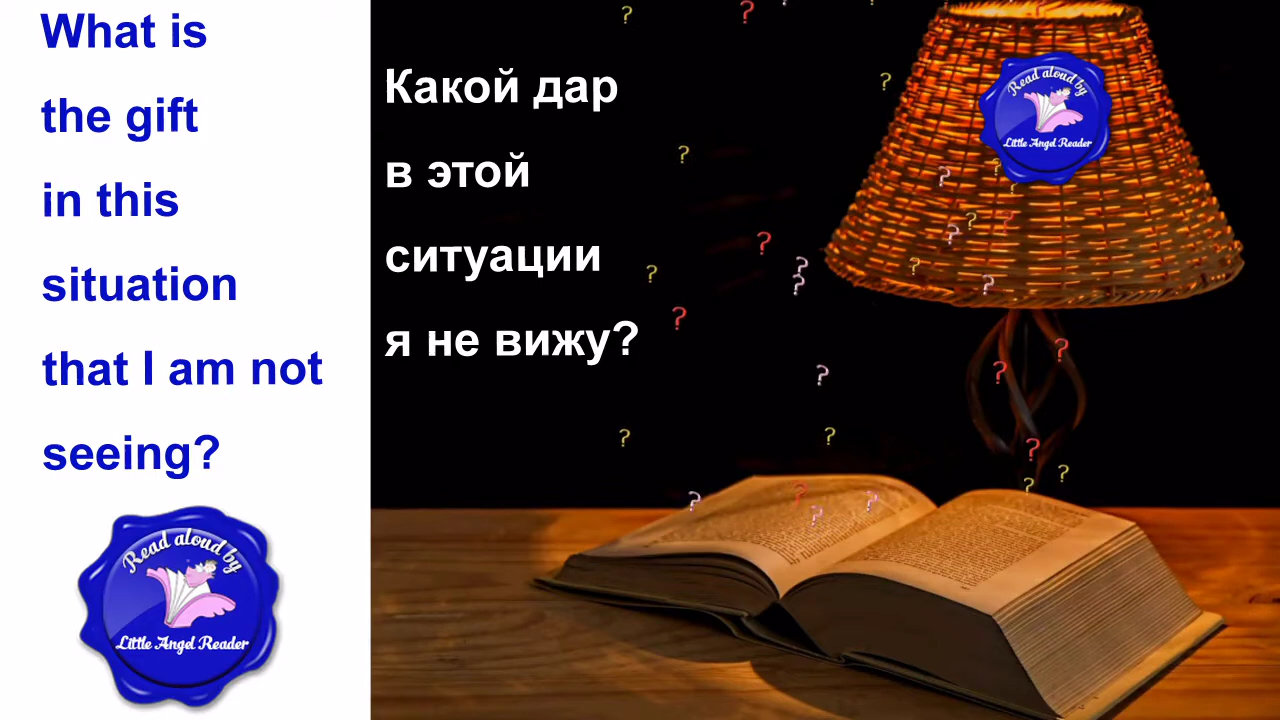 What is
the gift
in this
situation
that I am not
seeing?
Read aloud by
Little Angel Reader
Какой дар
в этой
ситуации
я не вижу?
Read aloud by
Little Angel Reader